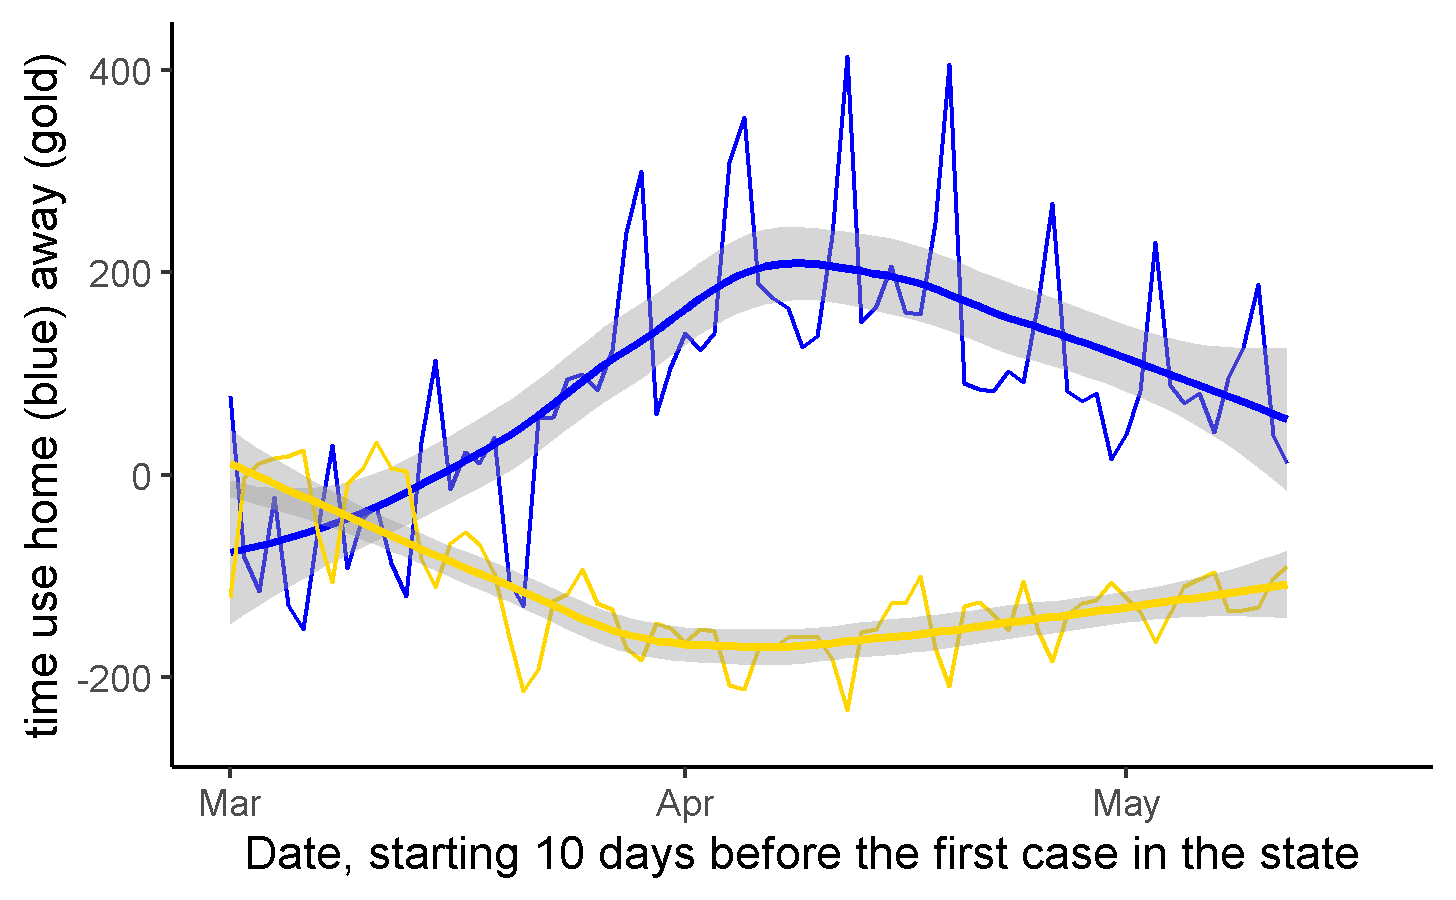 time use home (blue) away (gold)
400
200
0
-200
Mar
Apr
May
Date, starting 10 days before the first case in the state